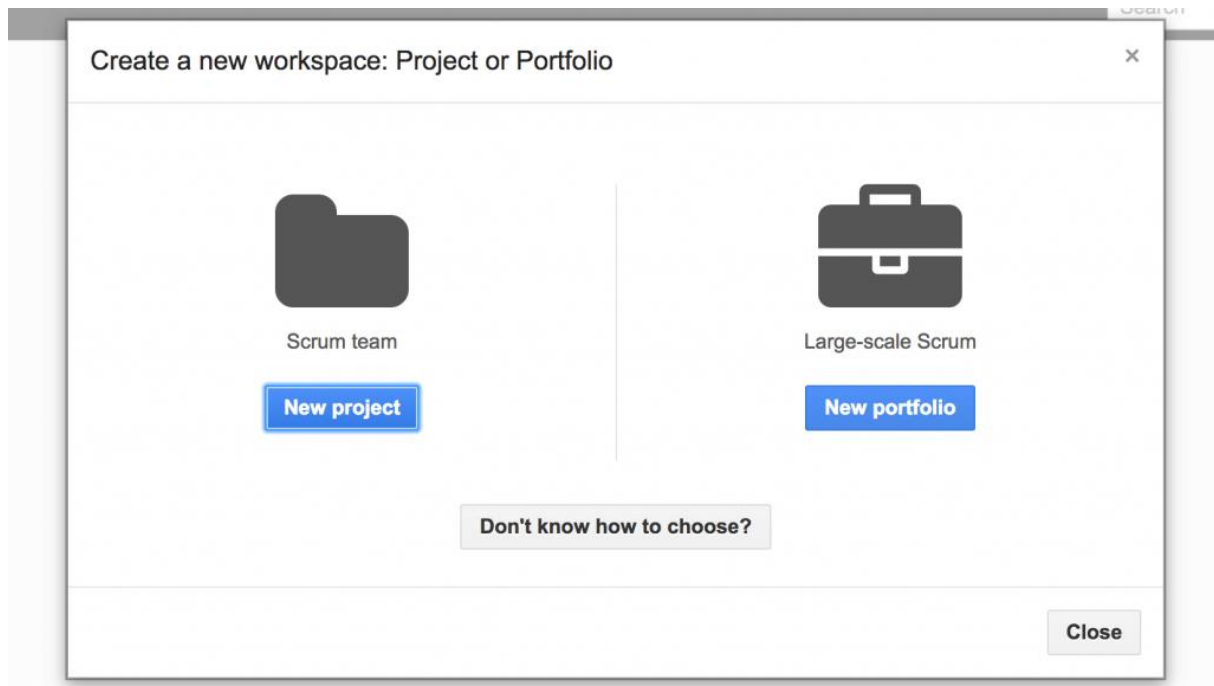 Search
Create a new workspace: Project or Portfolio
×
Scrum team
Large-scale Scrum
New project
New portfolio
Don't know how to choose?
Close